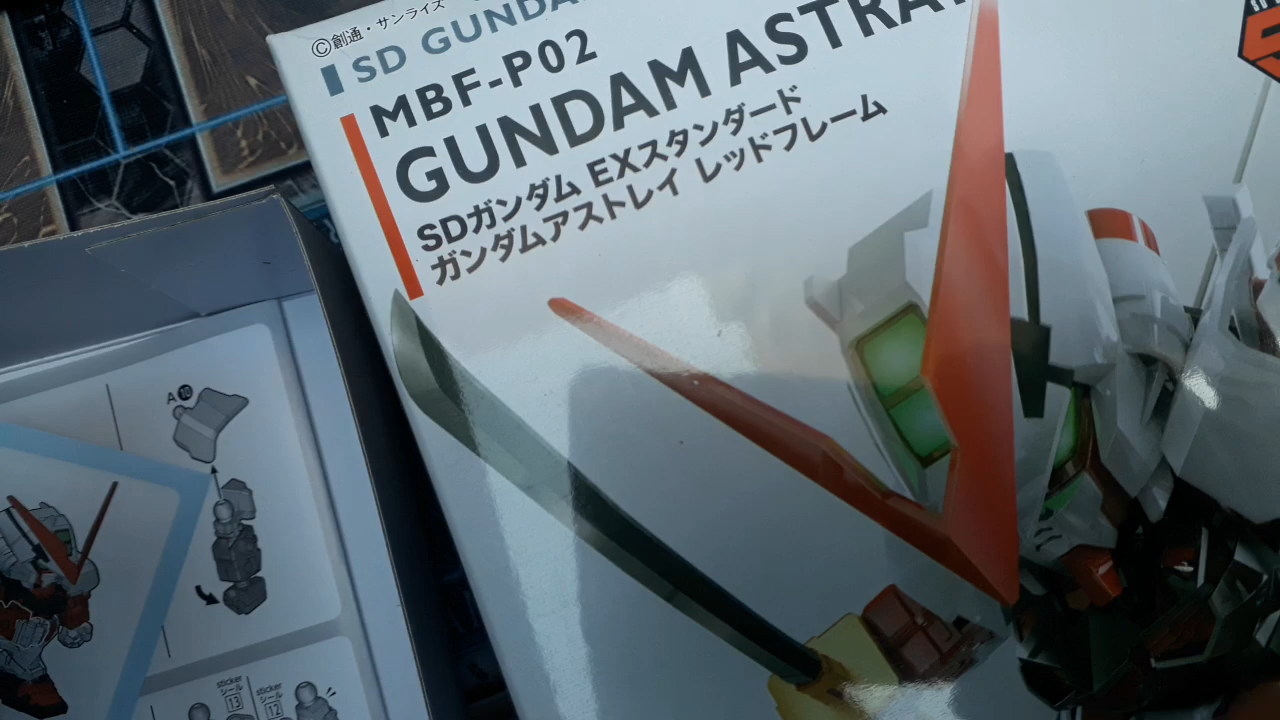 ©創通・サンライズ
SD GUNDA
MBF-P02
GUNDAM ASTRAY
SDガンダム EXスタンダード
ガンダムアストレイ レッドフレーム
A 10
sticker
シール
13
sticker
シール
12